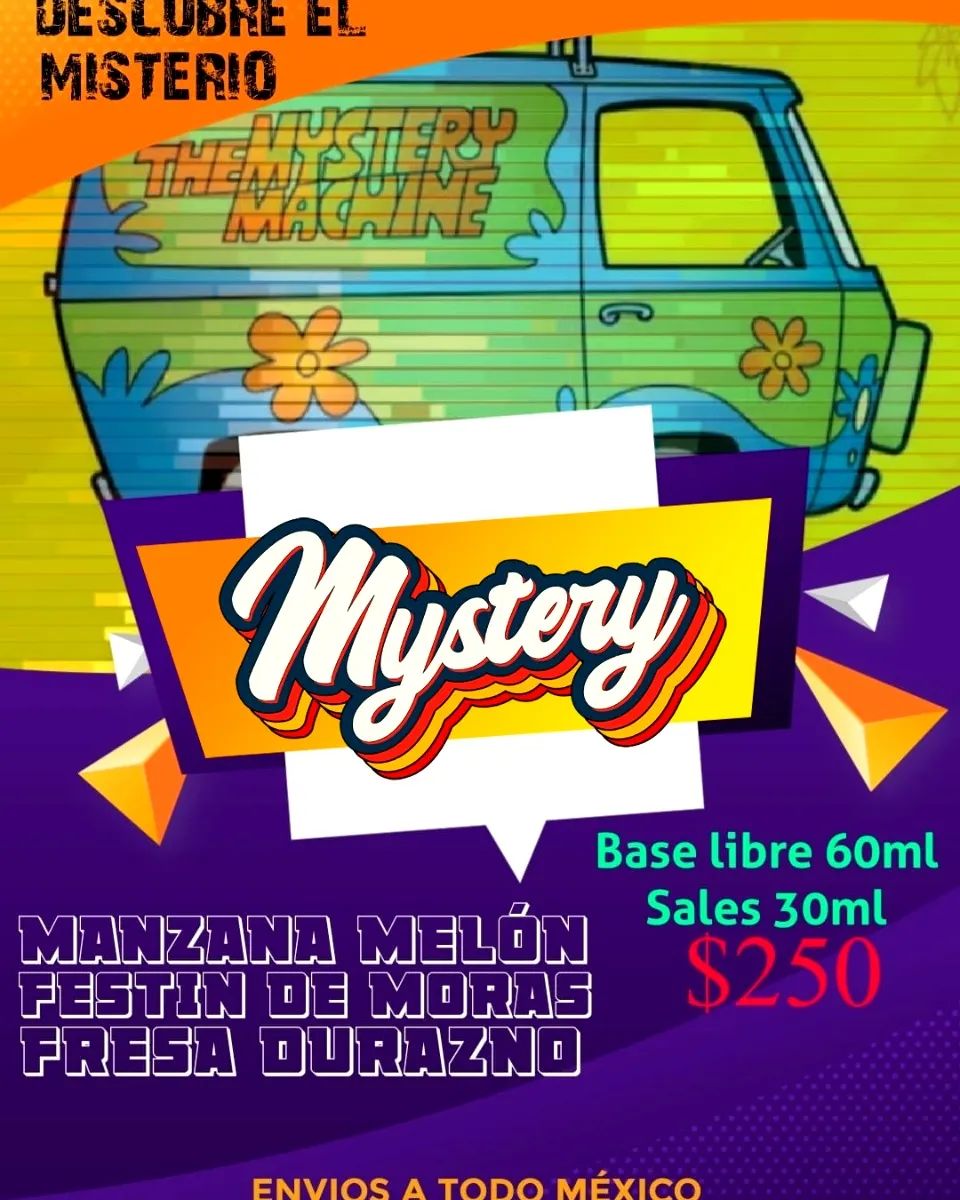 DESCUBRE EL
MISTERIO
THE MYSTERY
MACHINE
Mystery
Base libre 60ml
Sales 30ml
$250
MANZANA MELÓN
FESTIN DE MORAS
FRESA DURAZNO
ENVIOS A TODO MÉXICO